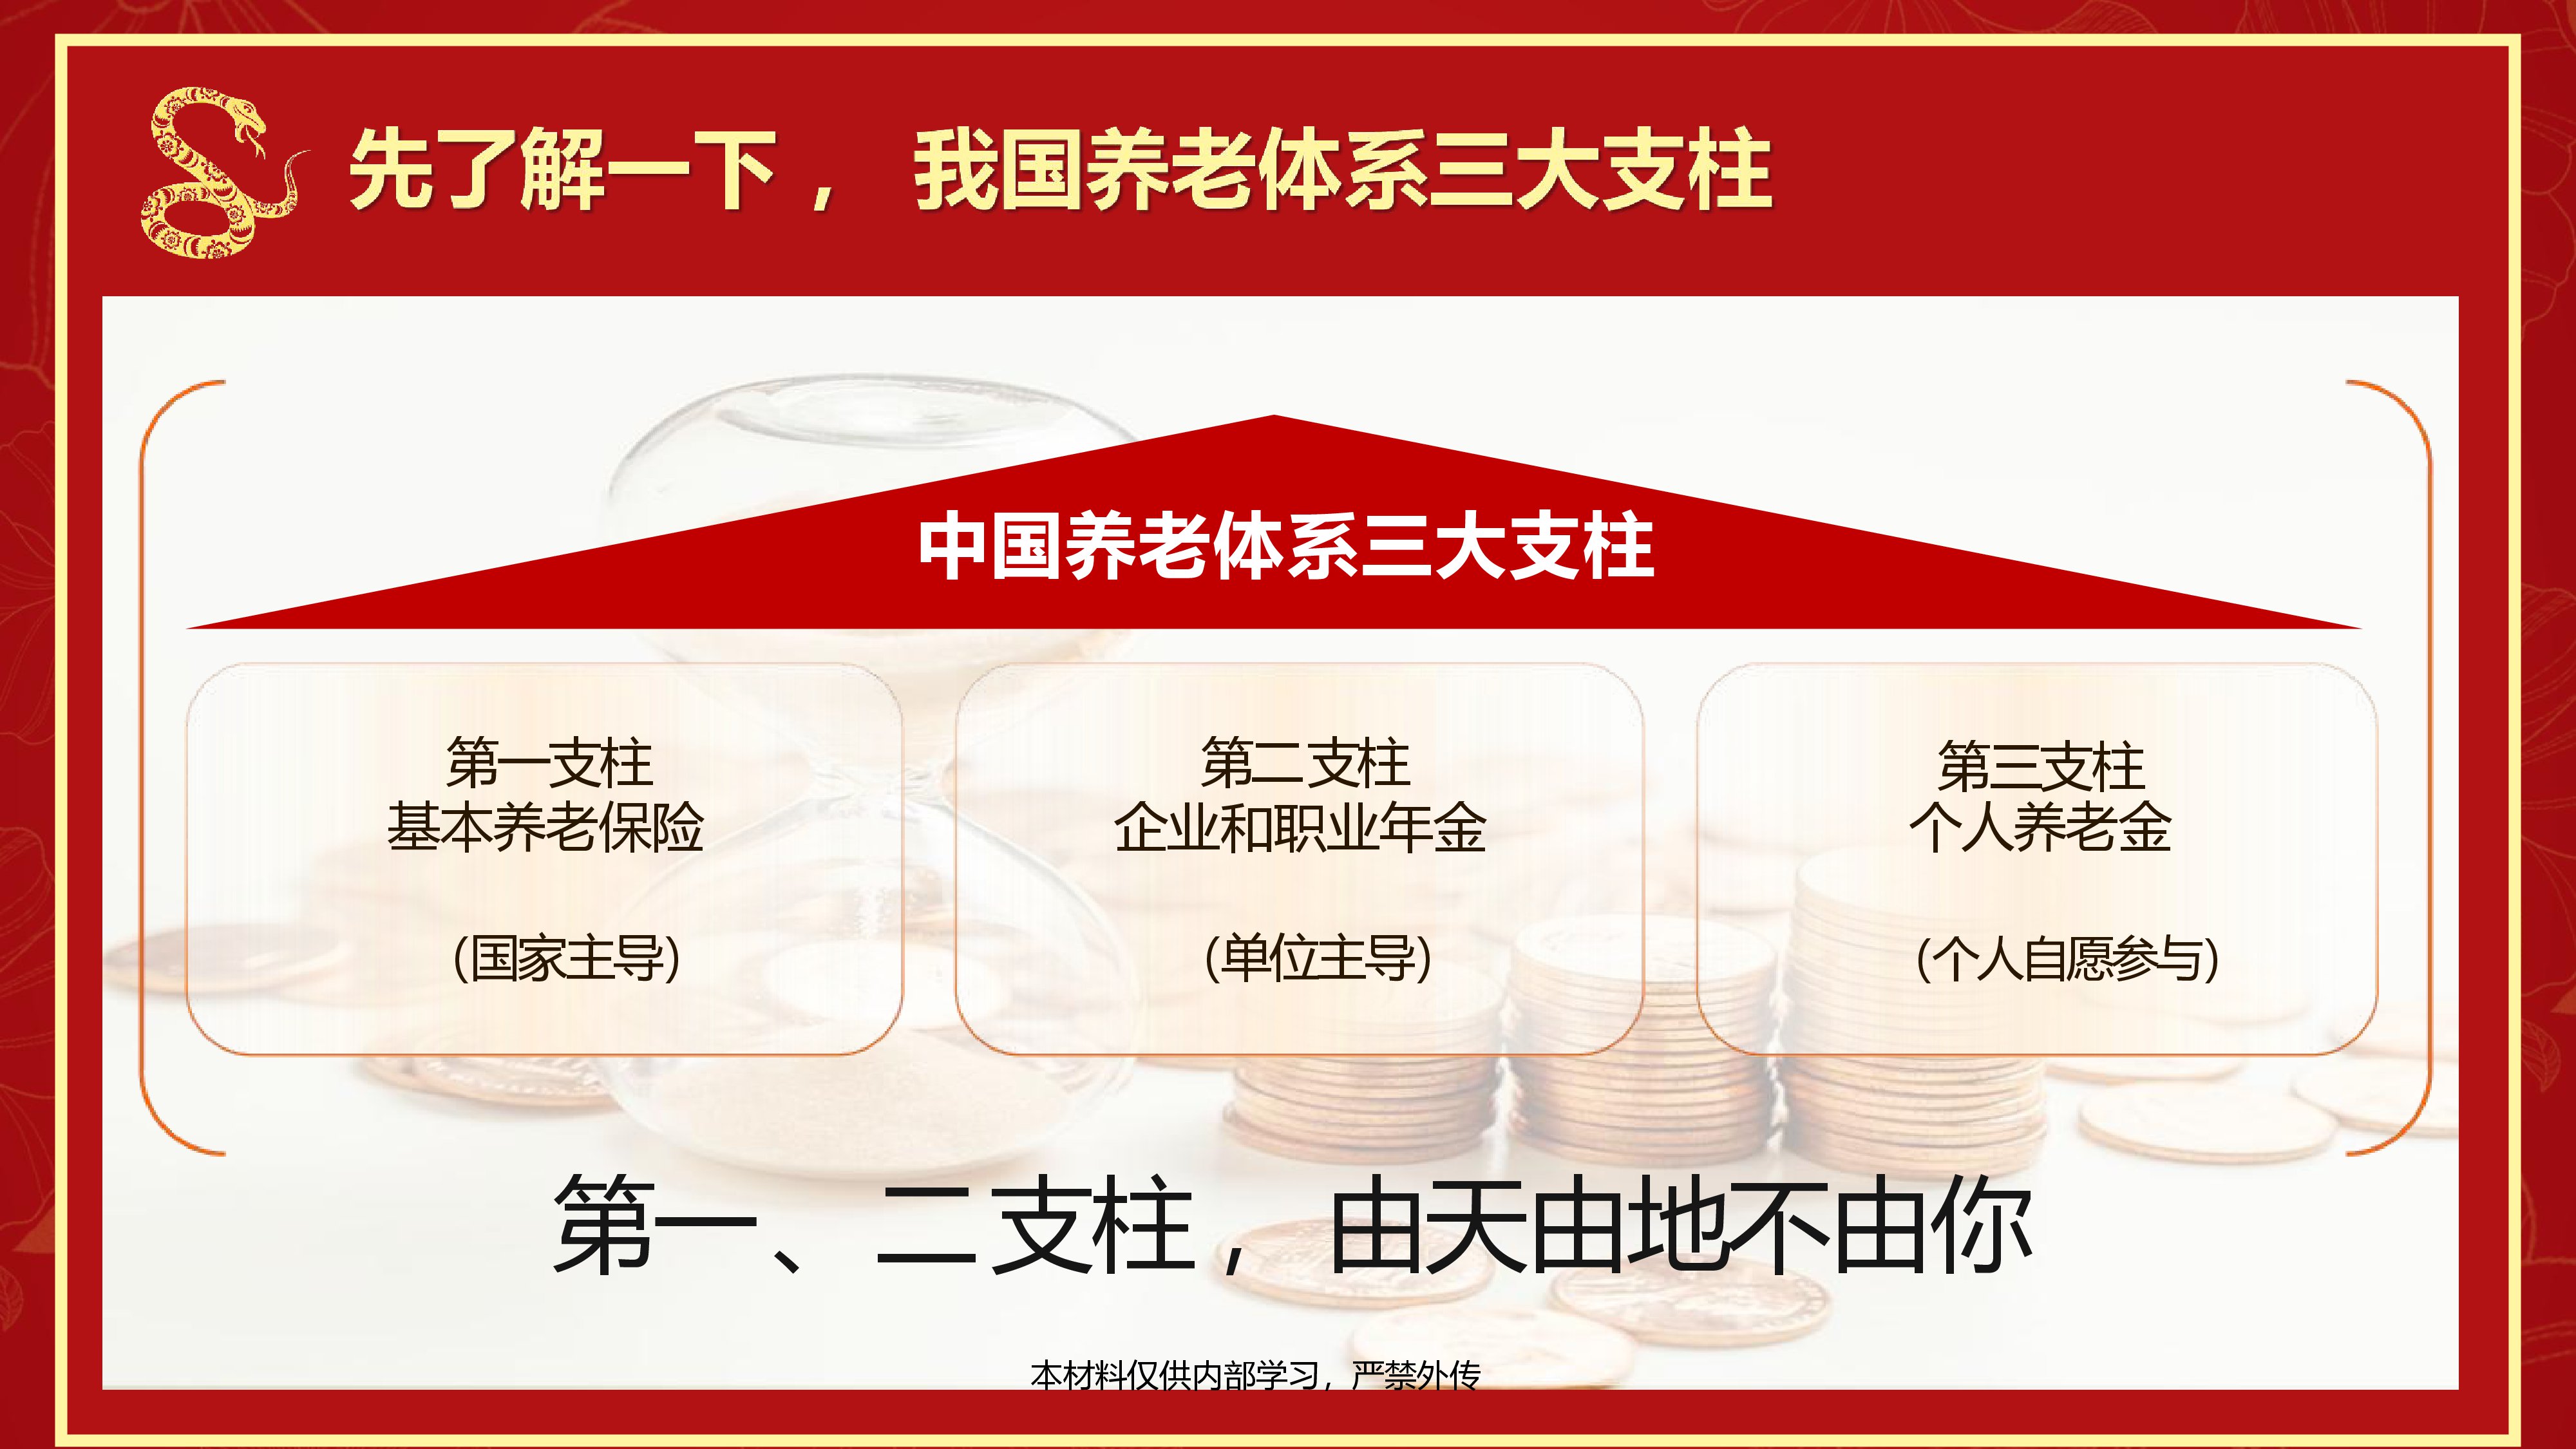 先了解一下， 我国养老体系三大支柱
中国养老体系三大支柱
第一支柱
基本养老保险
（国家主导）
第二支柱
企业和职业年金
（单位主导）
第三支柱
个人养老金
（个人自愿参与）
第一、二支柱， 由天由地不由你
本材料仅供内部学习，严禁外传